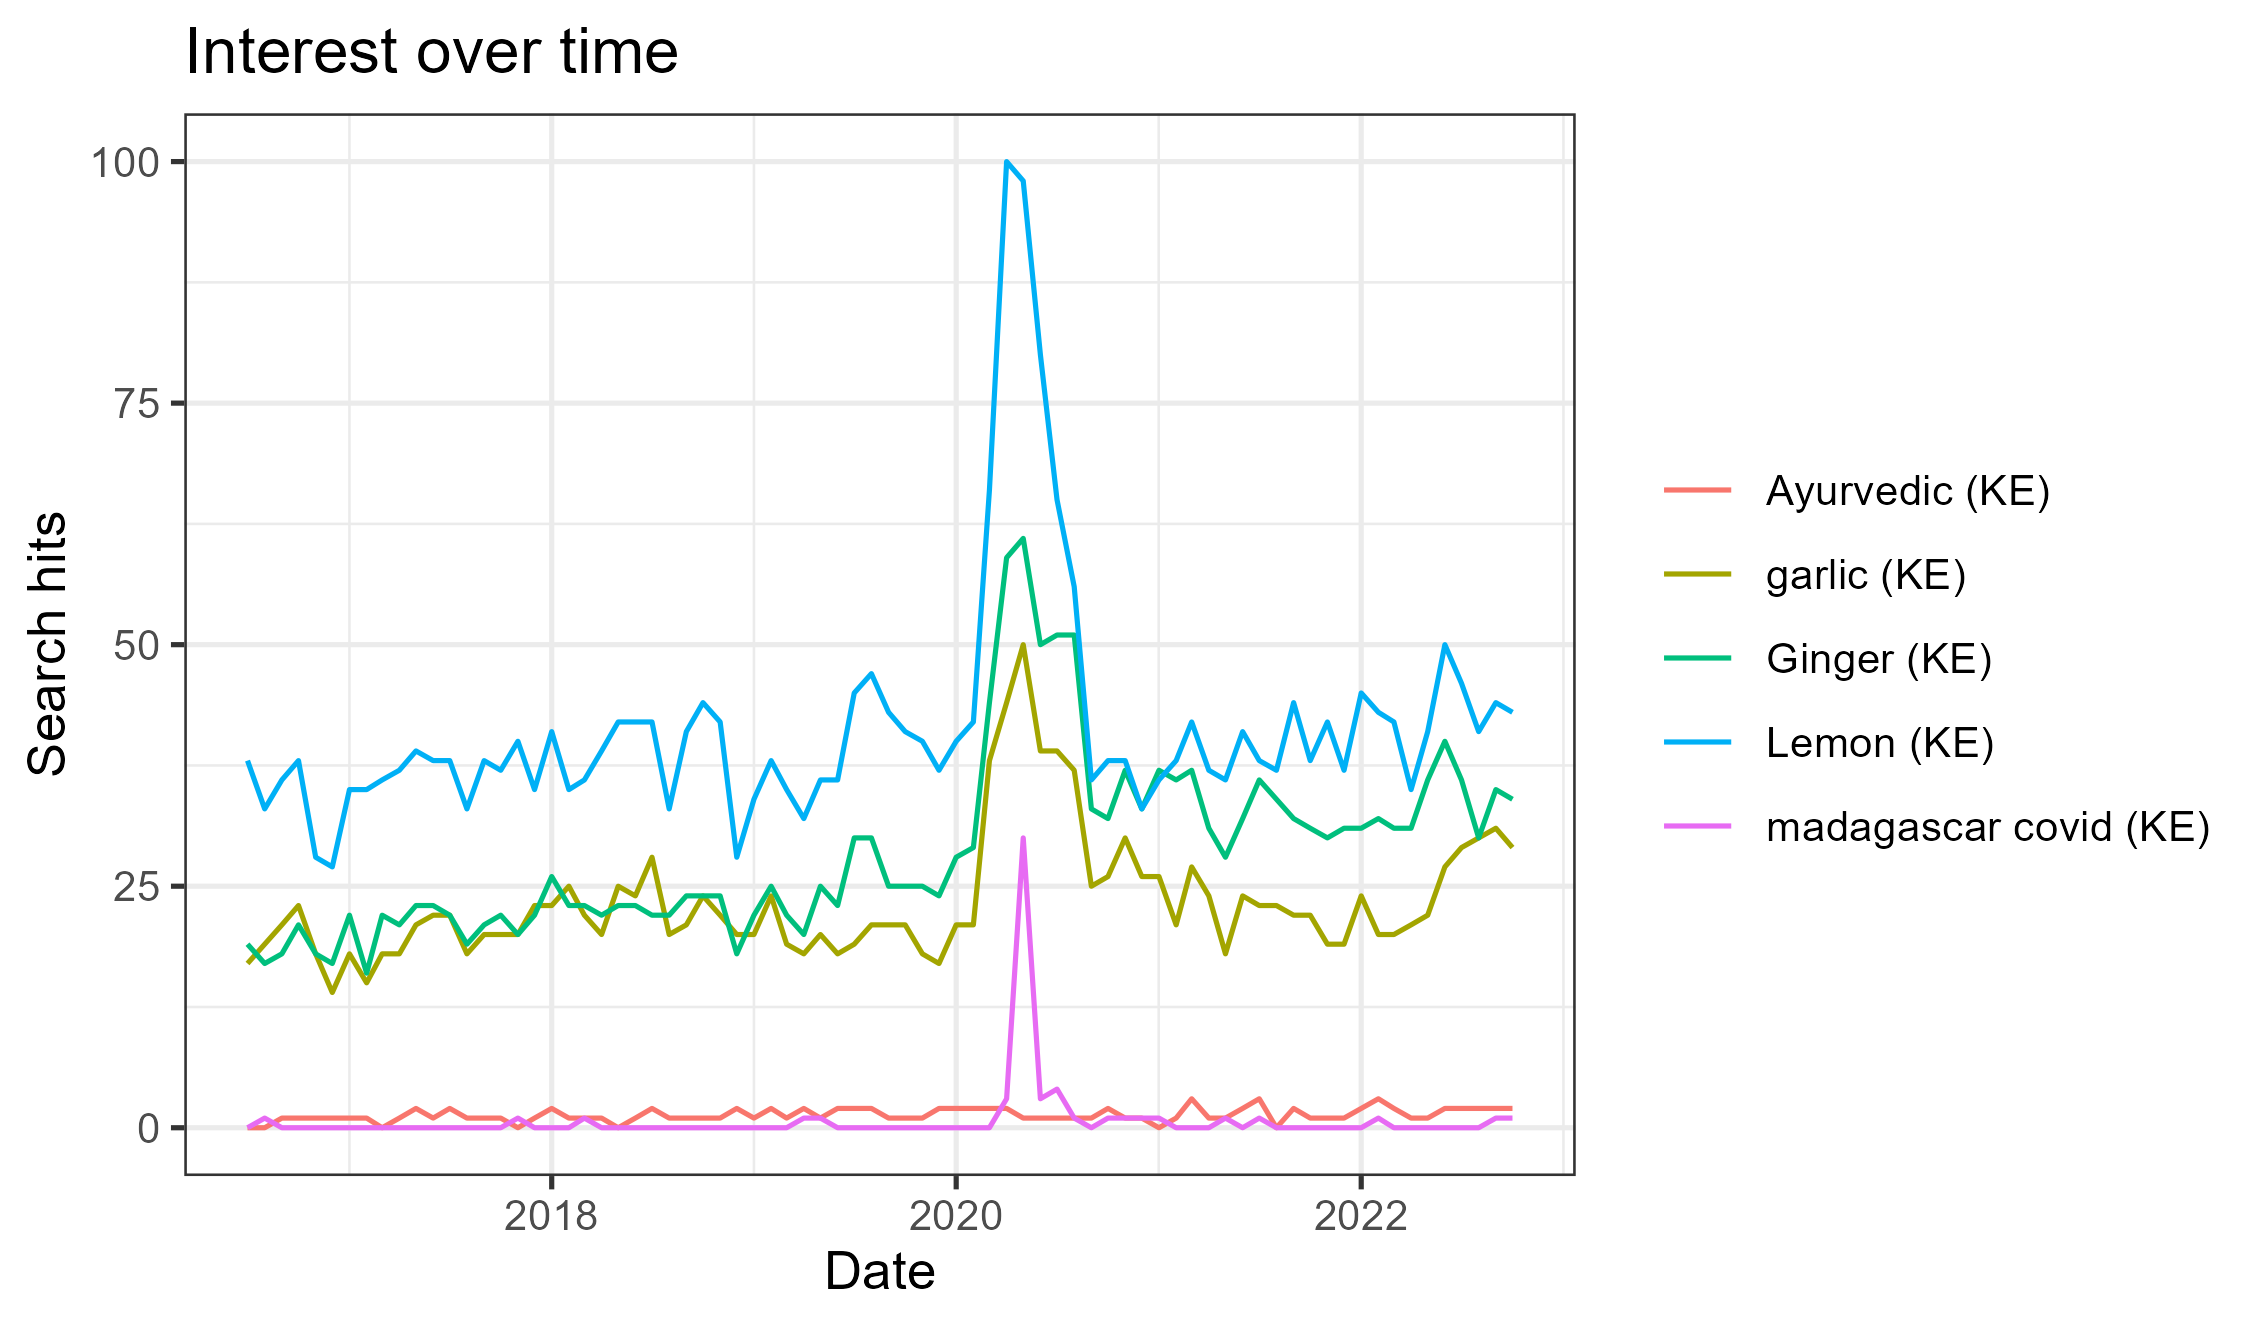 Interest over time
100
75
50
25
0
Search hits
2018
2020
2022
Date
Ayurvedic (KE)
garlic (KE)
Ginger (KE)
Lemon (KE)
madagascar covid (KE)